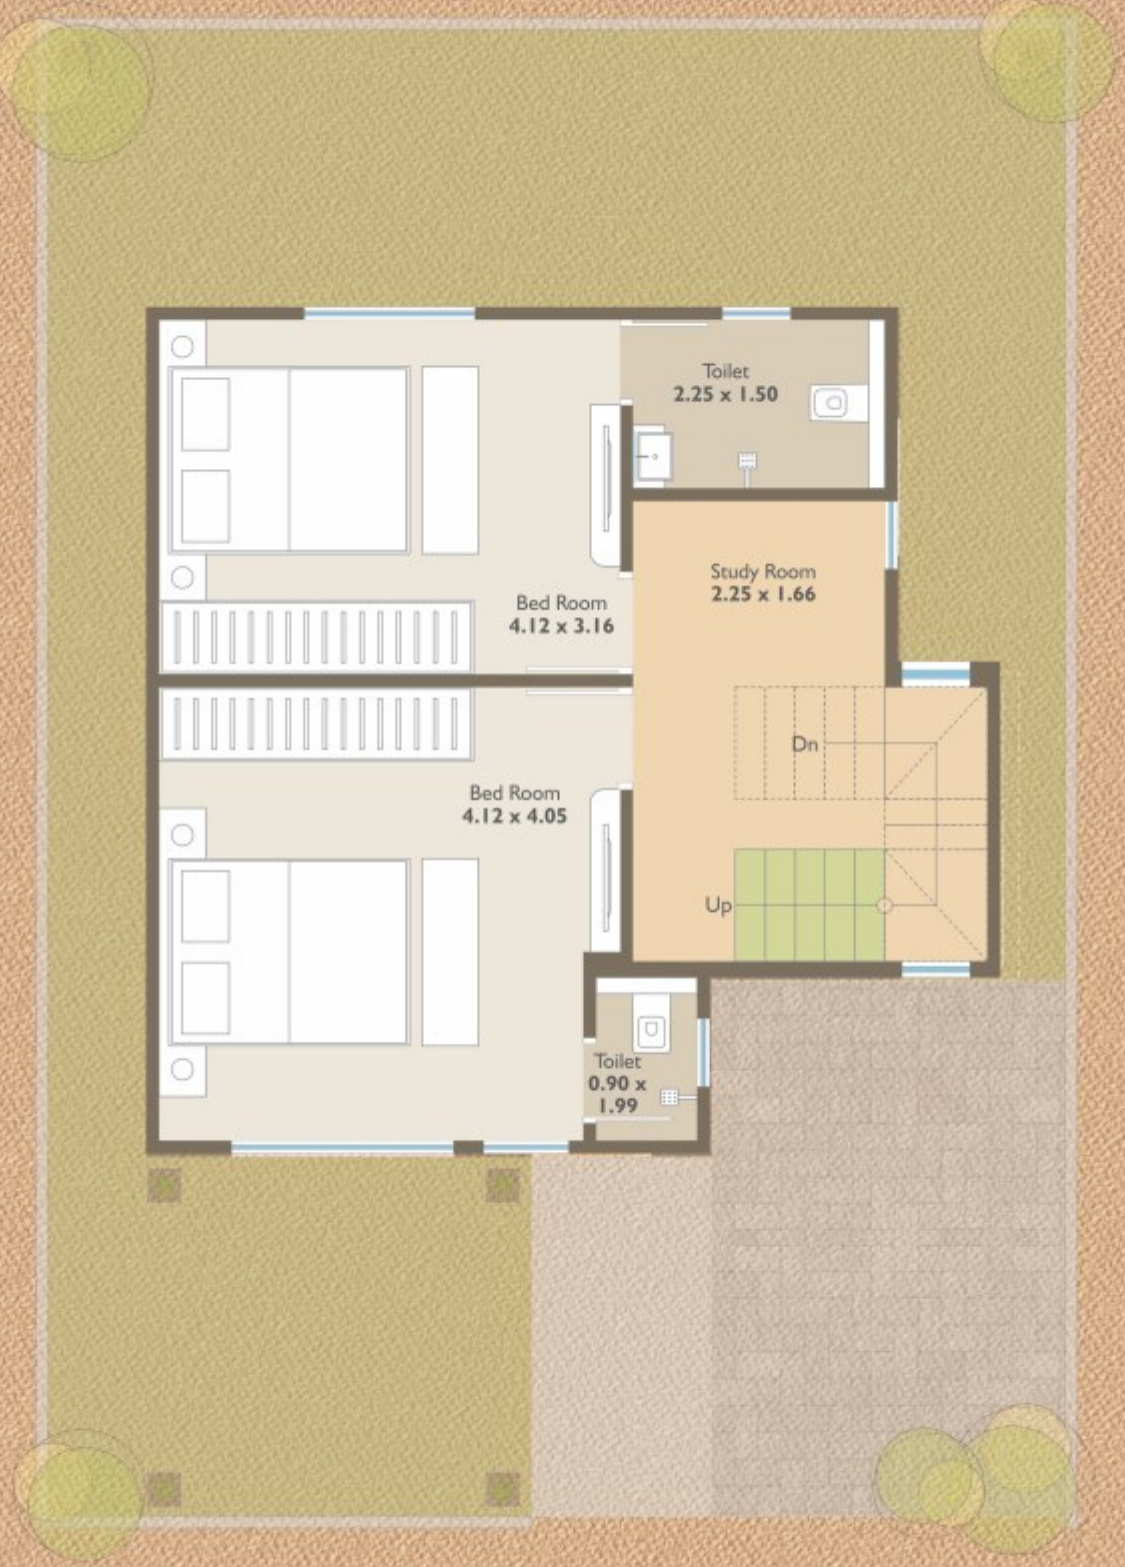 Toilet
2.25 x 1.50
Study Room
2.25 x 1.66
Bed Room
4.12 x 3.16
Dn
Bed Room
4.12 x 4.05
Up
Toilet
0.90 x
1.99